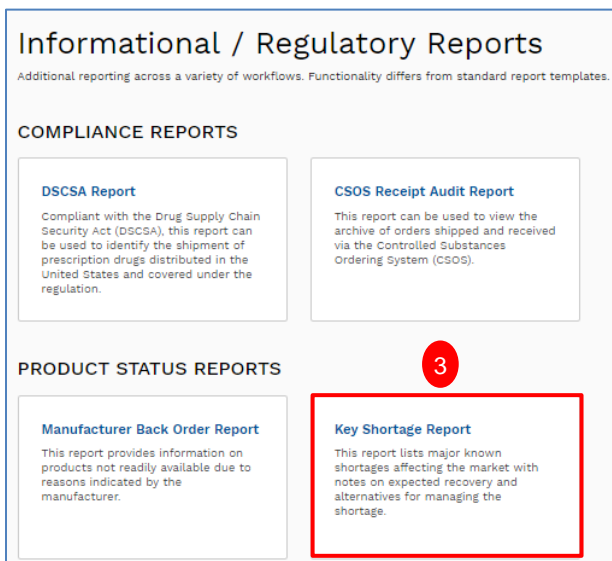 Informational / Regulatory Reports
Additional reporting across a variety of workflows. Functionality differs from standard report templates.
COMPLIANCE REPORTS
DSCSA Report
Compliant with the Drug Supply Chain
Security Act (DSCSA), this report can
be used to identify the shipment of
prescription drugs distributed in the
United States and covered under the
regulation.
CSOS Receipt Audit Report
This report can be used to view the
archive of orders shipped and received
via the Controlled Substances
Ordering System (CSOS).
PRODUCT STATUS REPORTS
3
Manufacturer Back Order Report
This report provides information on
products not readily available due to
reasons indicated by the
manufacturer.
Key Shortage Report
This report lists major known
shortages affecting the market with
notes on expected recovery and
alternatives for managing the
shortage.